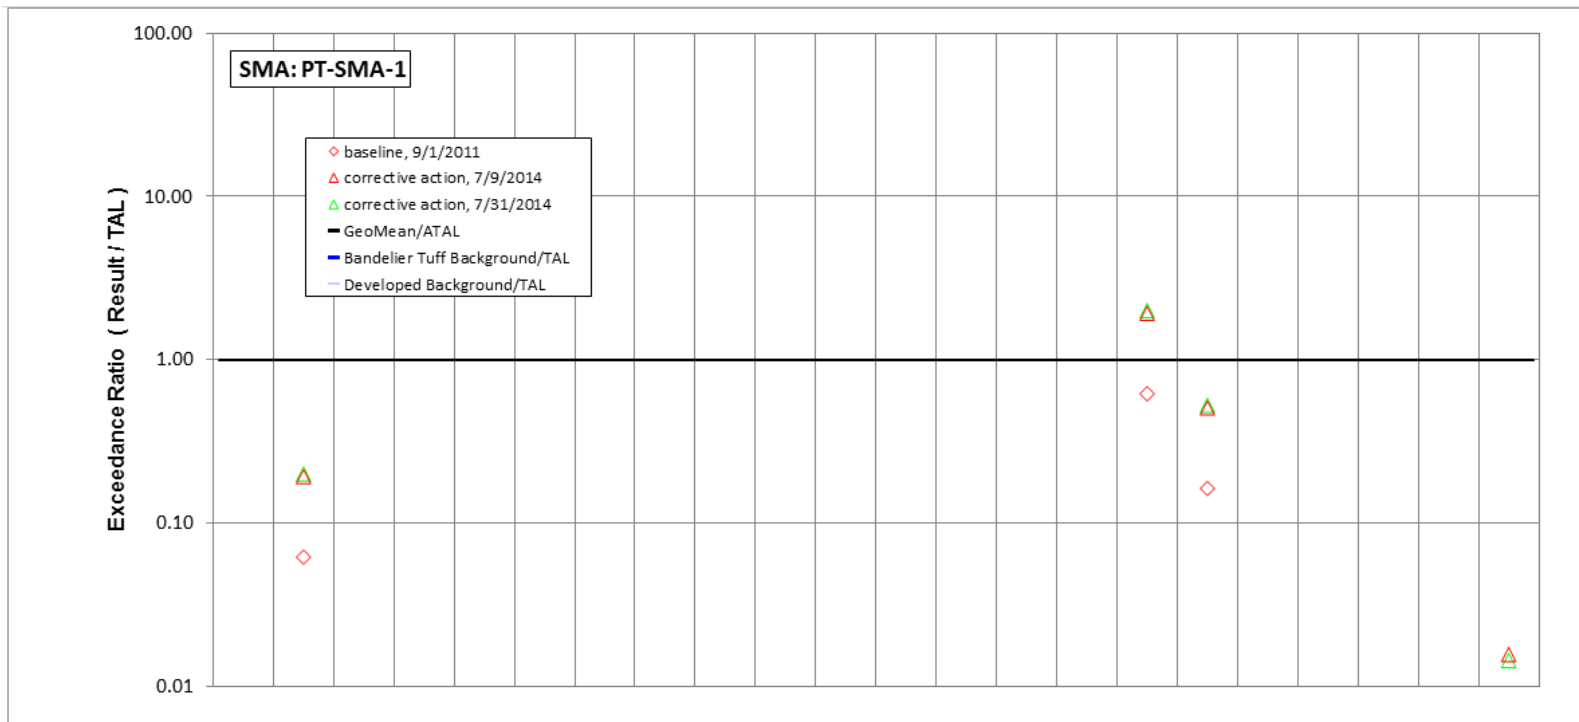 100.00
SMA: PT-SMA-1
baseline, 9/1/2011
corrective action, 7/9/2014
corrective action, 7/31/2014
GeoMean/ATAL
Bandelier Tuff Background/TAL
Developed Background/TAL
10.00
1.00
0.10
0.01
Exceedance Ratio ( Result / TAL )